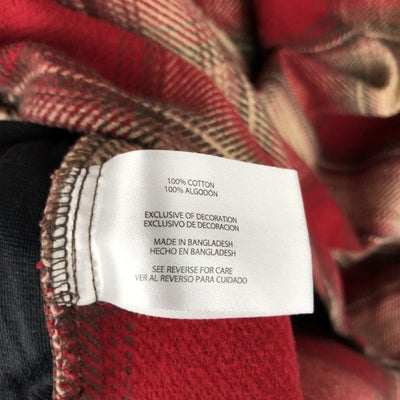 100% COTTON
100% ALGODÓN
EXCLUSIVE OF DECORATION
EXCLUSIVO DE DECORACION
MADE IN BANGLADESH
HECHO EN BANGLADESH
SEE REVERSE FOR CARE
VER AL REVERSO PARA CUIDADO